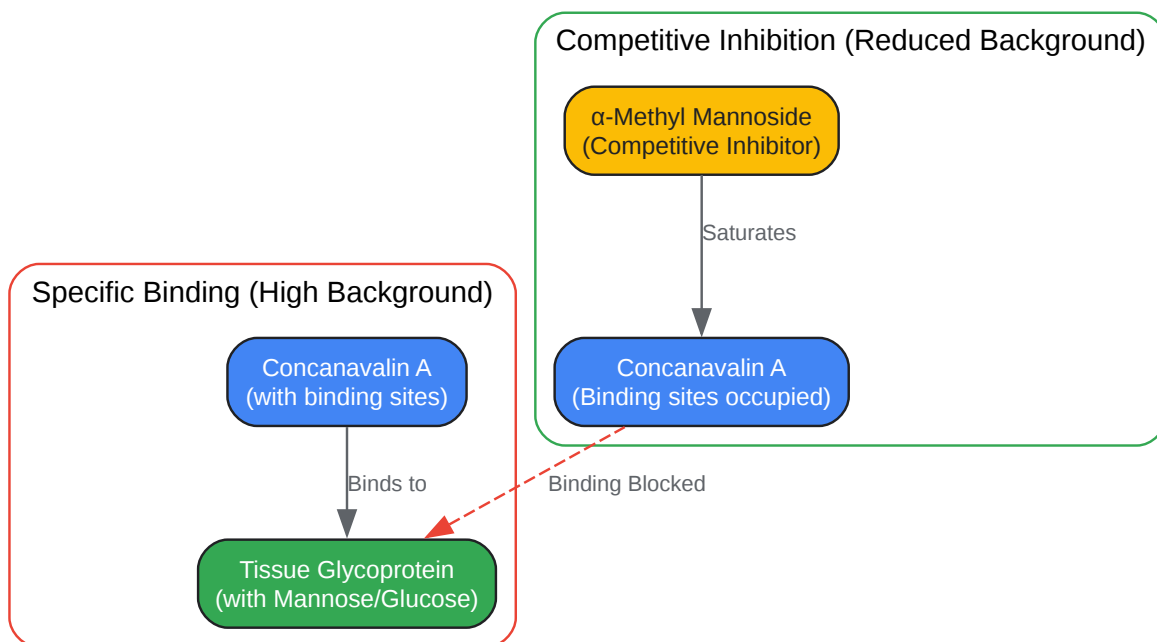 Competitive Inhibition (Reduced Background)
α-Methyl Mannoside
(Competitive Inhibitor)
Saturates
Specific Binding (High Background)
Concanavalin A
(with binding sites)
Concanavalin A
(Binding sites occupied)
Binds to
Binding Blocked
Tissue Glycoprotein
(with Mannose/Glucose)